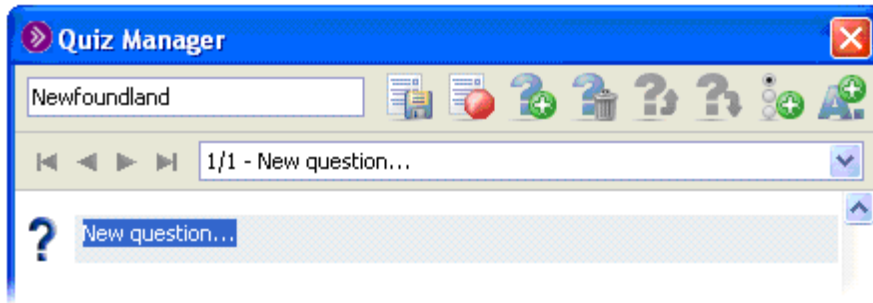 Quiz Manager
Newfoundland
1/1 - New question...
New question...